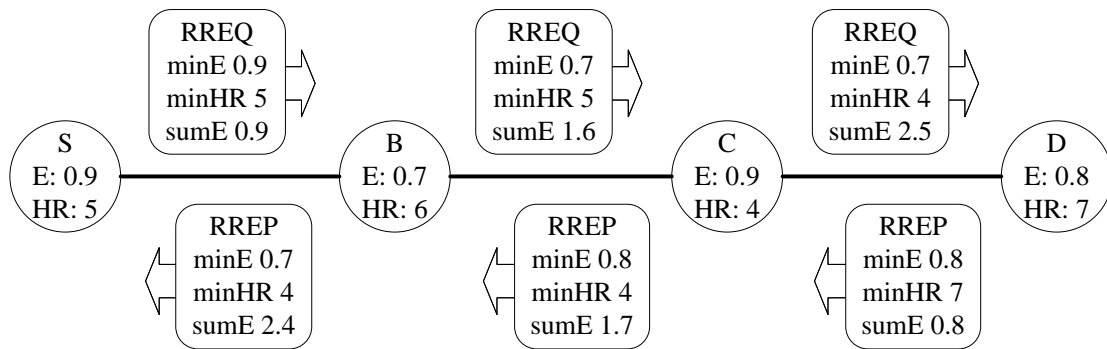 RREQ
minE 0.9
minHR 5
sumE 0.9
RREQ
minE 0.7
minHR 5
sumE 1.6
RREQ
minE 0.7
minHR 4
sumE 2.5
S
E: 0.9
HR: 5
B
E: 0.7
HR: 6
C
E: 0.9
HR: 4
D
E: 0.8
HR: 7
RREP
minE 0.7
minHR 4
sumE 2.4
RREP
minE 0.8
minHR 4
sumE 1.7
RREP
minE 0.8
minHR 7
sumE 0.8